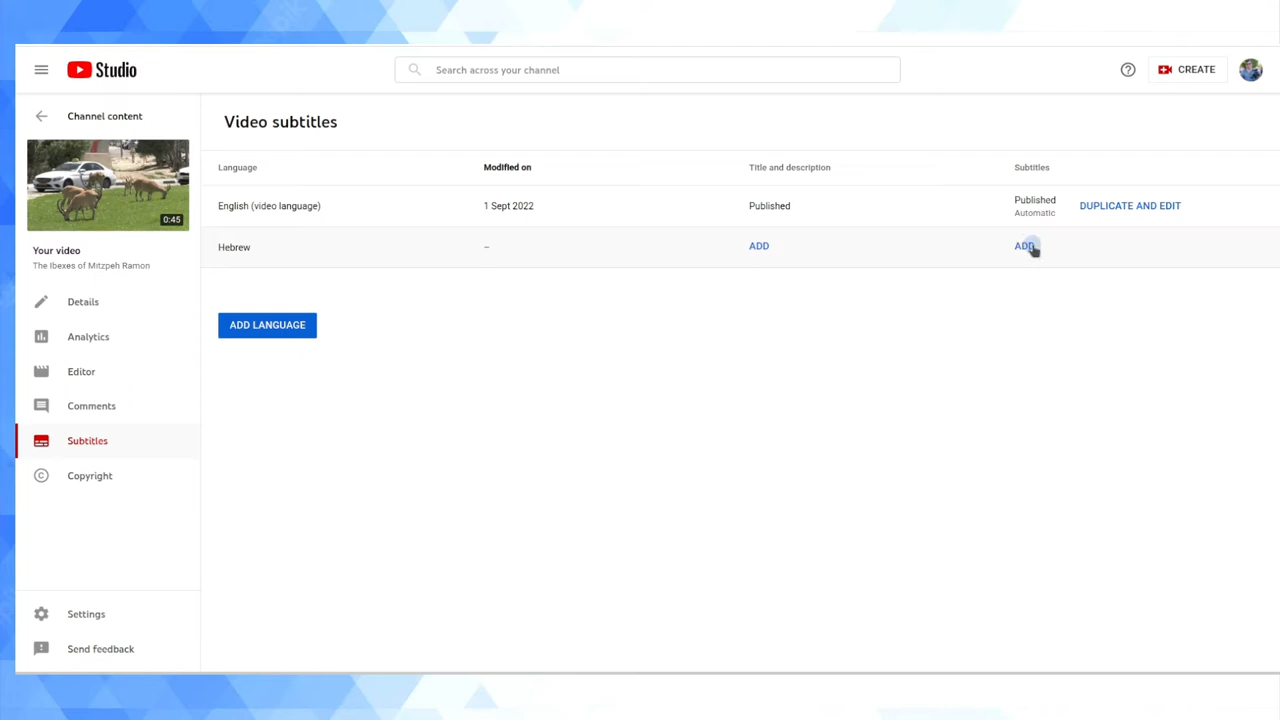 Studio
Search across your channel
CREATE
Channel content
0:45
Your video
The Ibexes of Mitzpeh Ramon
Details
Analytics
Editor
Comments
Subtitles
Copyright
Settings
Send feedback
Video subtitles
Language Modified on Title and description Subtitles
English (video language) 1 Sept 2022 Published Published Automatic DUPLICATE AND EDIT
Hebrew – ADD ADD
ADD LANGUAGE